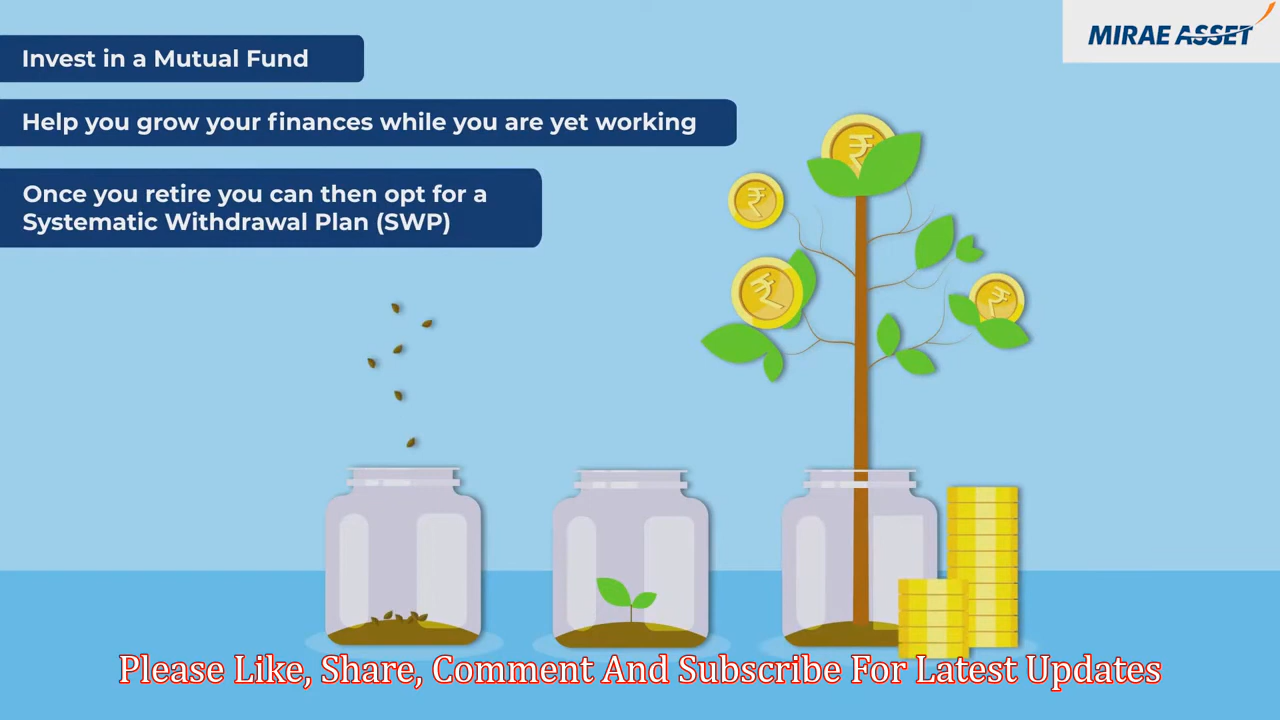 MIRAE ASSET
Invest in a Mutual Fund
Help you grow your finances while you are yet working
Once you retire you can then opt for a
Systematic Withdrawal Plan (SWP)
₹
₹
₹
₹
Please Like, Share, Comment And Subscribe For Latest Updates